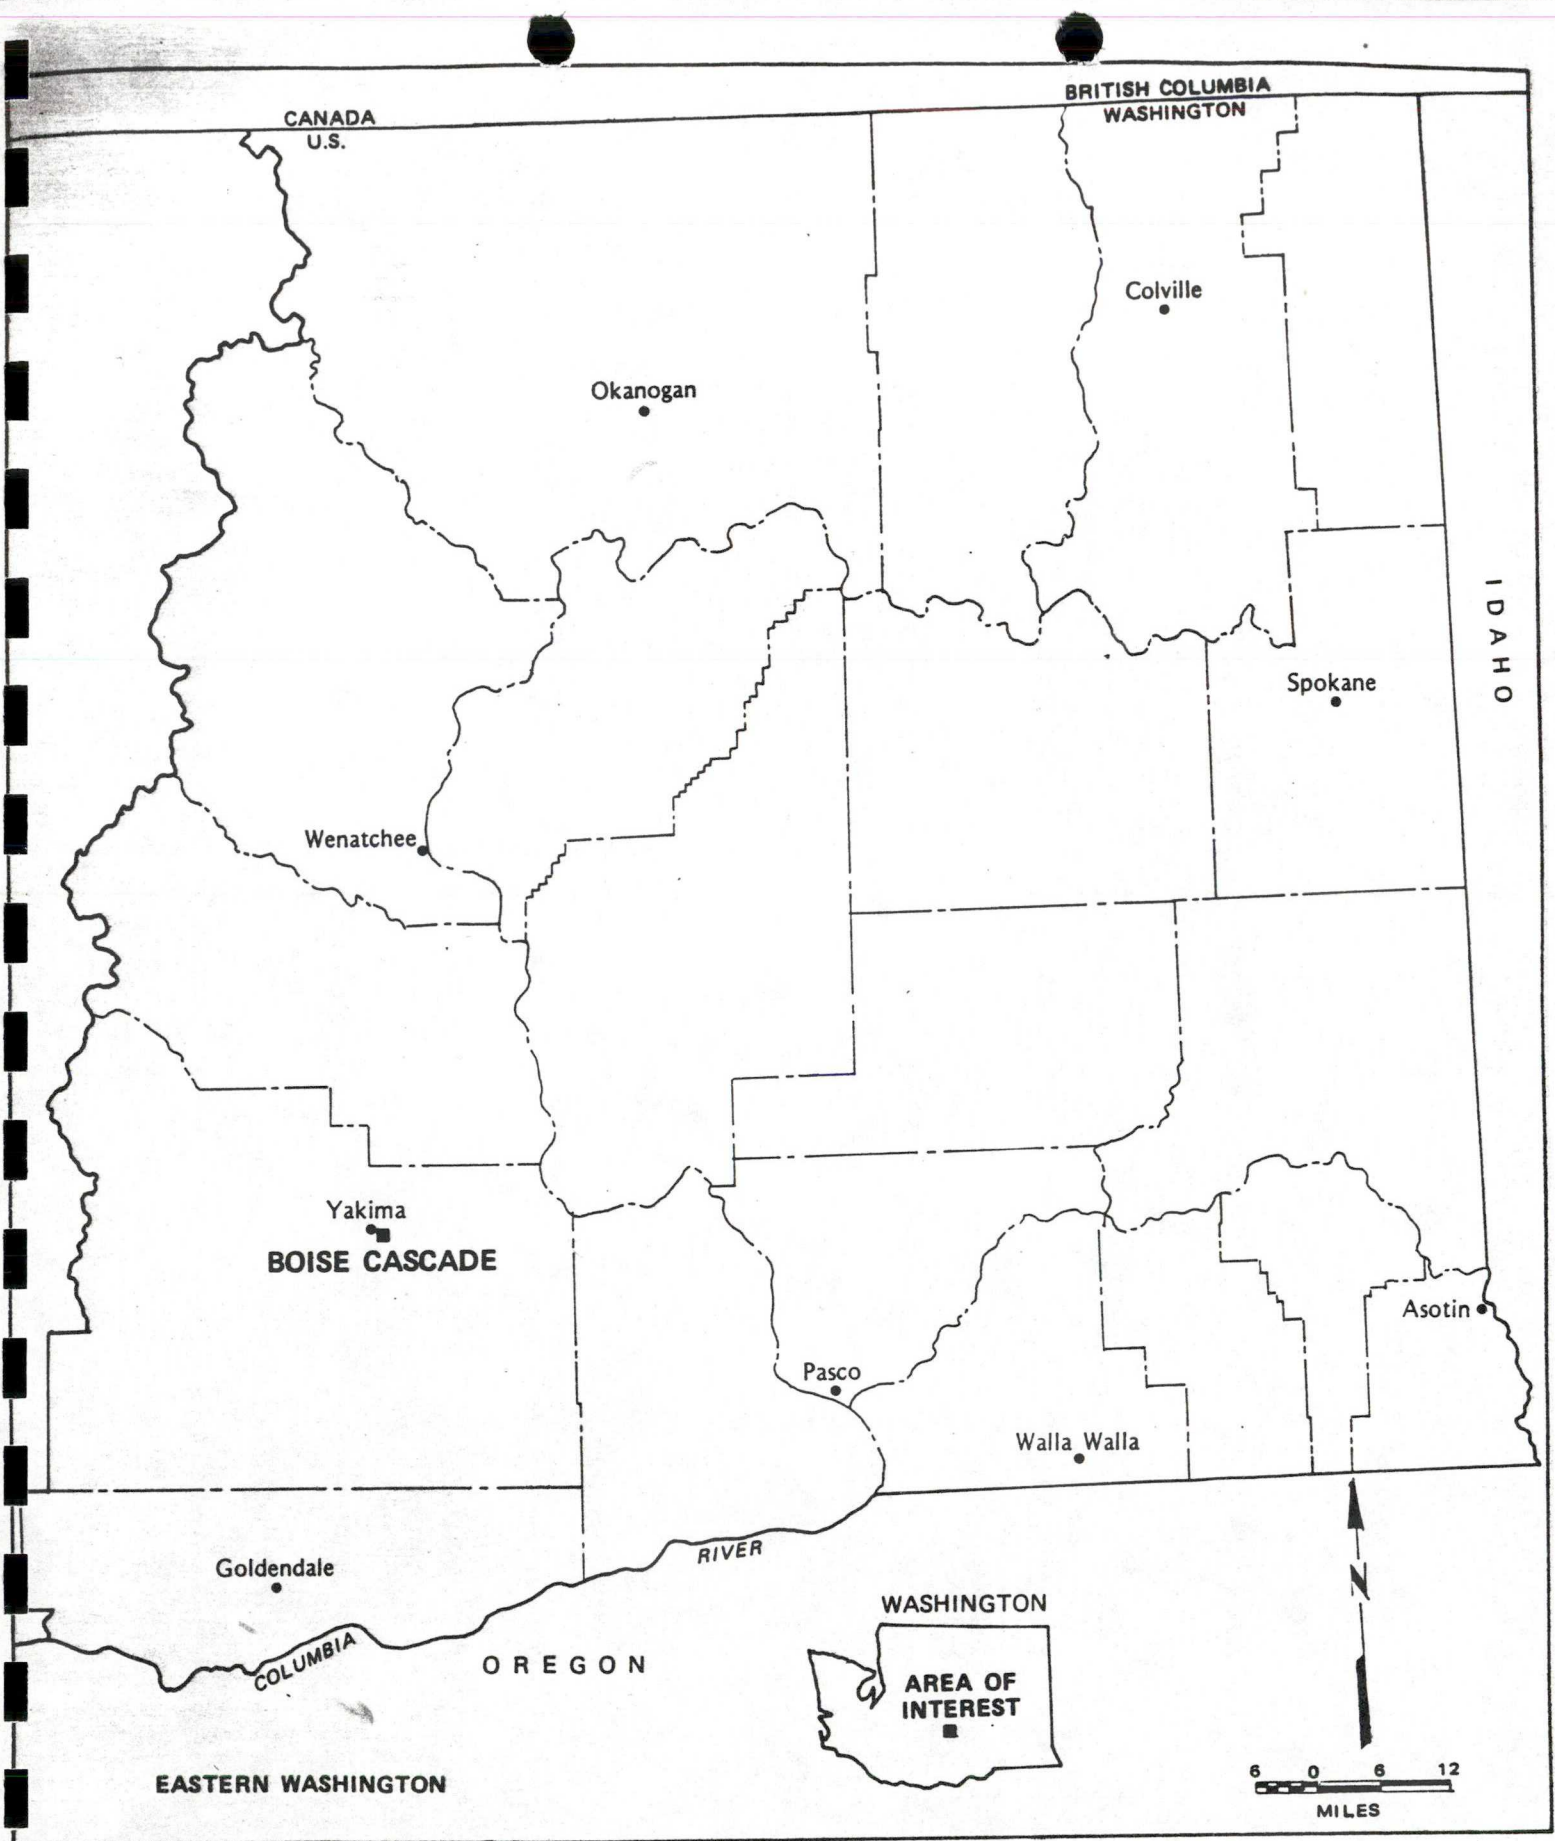 BRITISH COLUMBIA
CANADA
WASHINGTON
U.S.
Colville
Okanogan
IDAHO
Spokane
Wenatchee
Yakima
BOISE CASCADE
Asotin
Pasco
Walla Walla
RIVER
Goldendale
COLUMBIA
OREGON
N
WASHINGTON
AREA OF
INTEREST
EASTERN WASHINGTON
6 0 6 12
MILES